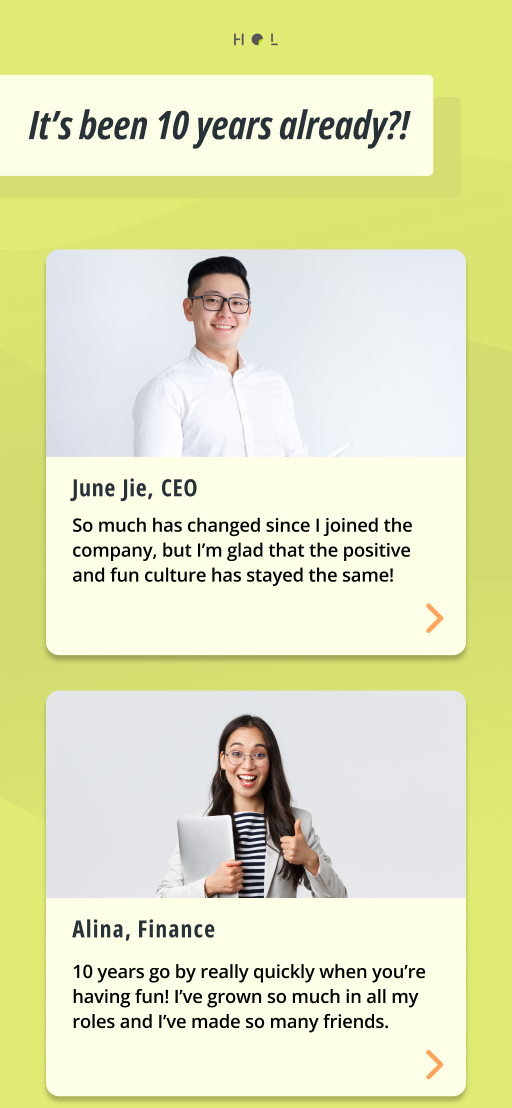 H L
It's been 10 years already?!
June Jie, CEO
So much has changed since I joined the
company, but I'm glad that the positive
and fun culture has stayed the same!
Alina, Finance
10 years go by really quickly when you're
having fun! I've grown so much in all my
roles and I've made so many friends.